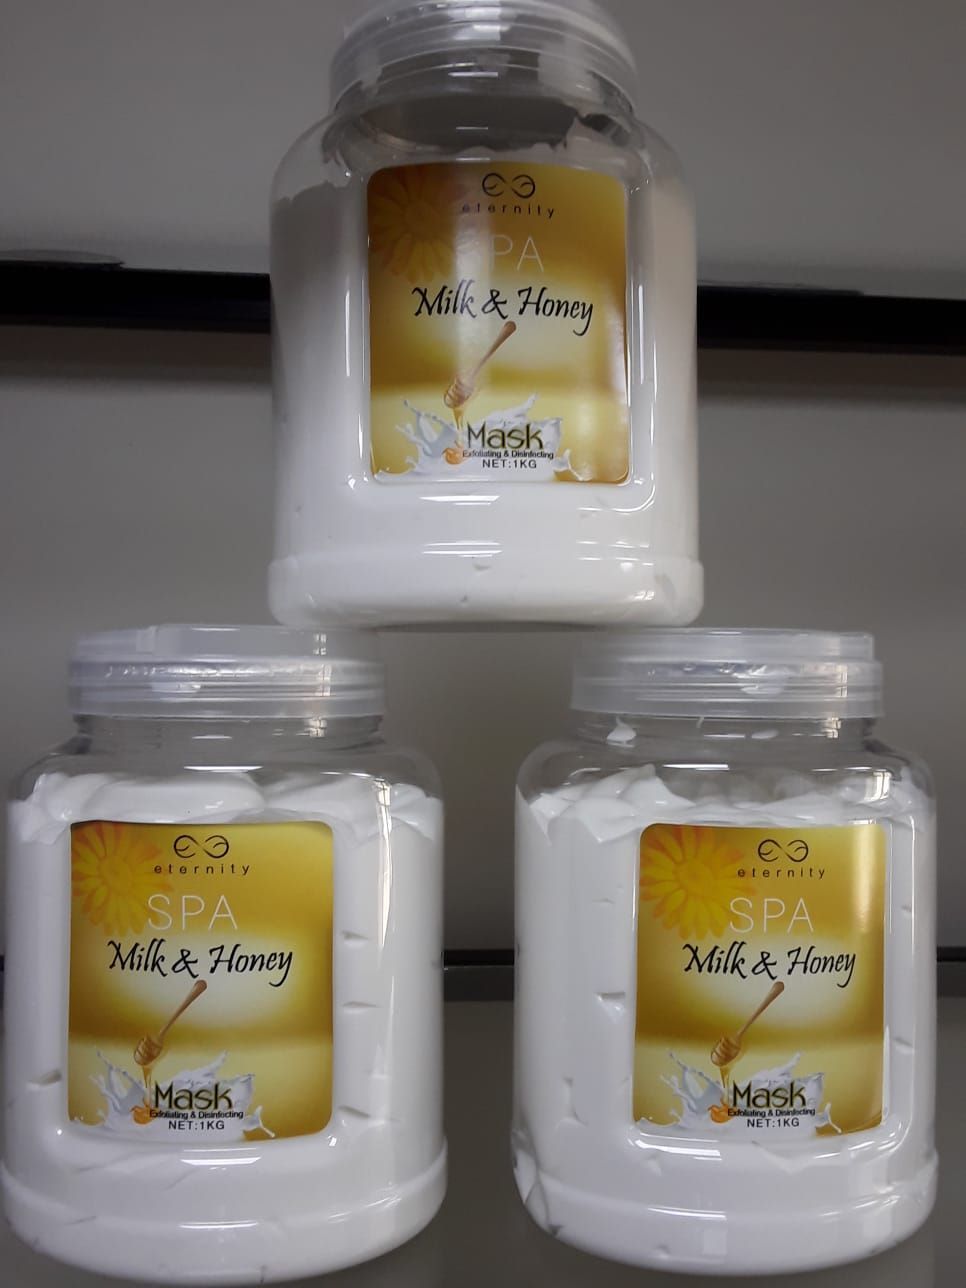 eternity
SPA
Milk & Honey
Mask
Exfoliating & Disinfecting
NET:1KG
eternity
SPA
Milk & Honey
Mask
Exfoliating & Disinfecting
NET:1KG
eternity
SPA
Milk & Honey
Mask
Exfoliating & Disinfecting
NET:1KG